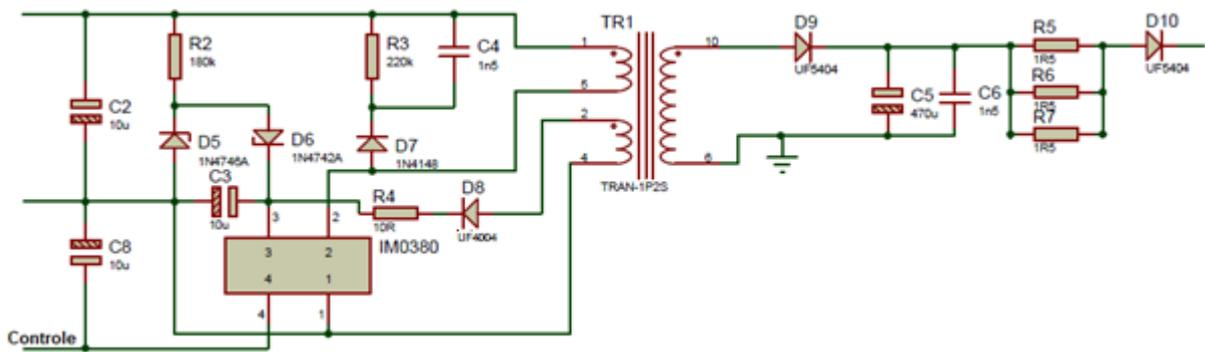 TR1
R2
180k
R3
220k
C4
1n5
1
5
2
4
10
6
TRAN-1P2S
D9
UF5404
C5
470u
C6
1n5
R5
1R5
R6
1R5
R7
1R5
D10
UF5404
C2
10u
D5
1N4746A
D6
1N4742A
D7
1N4148
C3
10u
R4
10R
D8
UF4004
C8
10u
3
2
IM0380
3
2
4
1
4
1
Controle